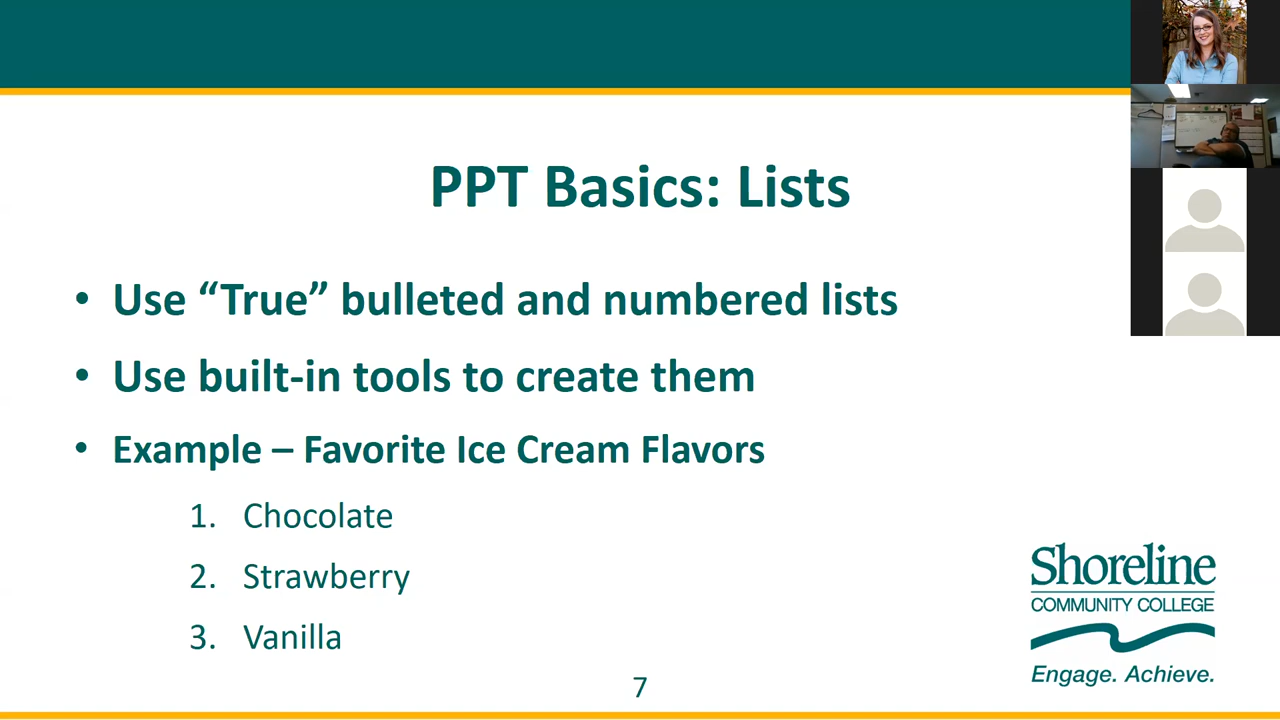 PPT Basics: Lists
• Use “True” bulleted and numbered lists
• Use built-in tools to create them
• Example – Favorite Ice Cream Flavors
1. Chocolate
2. Strawberry
3. Vanilla
Shoreline
COMMUNITY COLLEGE
Engage. Achieve.
7